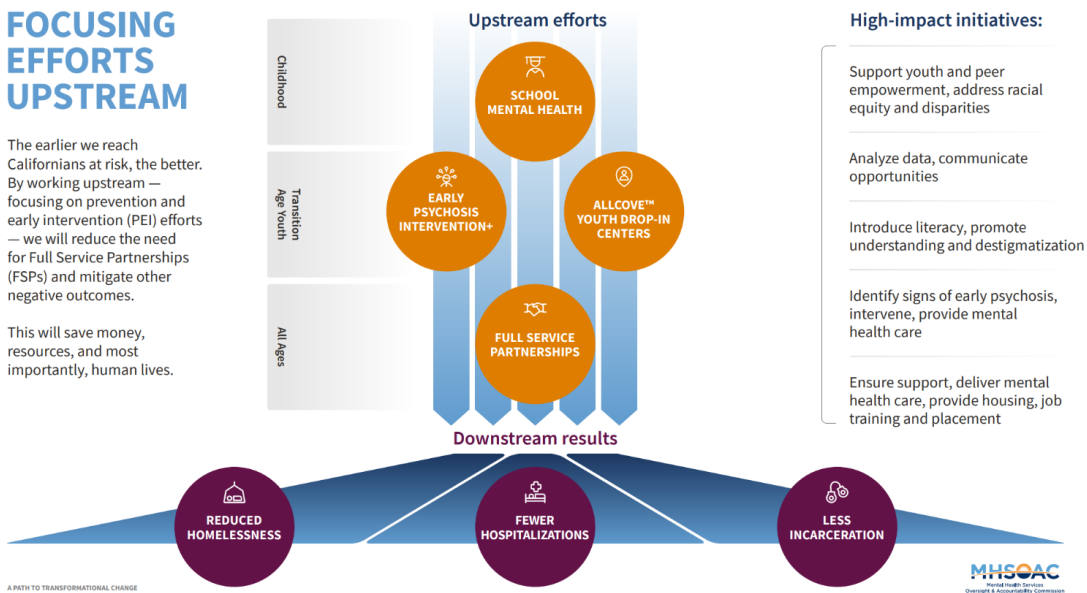 FOCUSING
EFFORTS
UPSTREAM
The earlier we reach
Californians at risk, the better.
By working upstream —
focusing on prevention and
early intervention (PEI) efforts
— we will reduce the need
for Full Service Partnerships
(FSPs) and mitigate other
negative outcomes.
This will save money,
resources, and most
importantly, human lives.
Upstream efforts
Childhood
SCHOOL
MENTAL HEALTH
Transition
Age Youth
EARLY
PSYCHOSIS
INTERVENTION+
ALLCOVE™
YOUTH DROP-IN
CENTERS
All Ages
FULL SERVICE
PARTNERSHIPS
High-impact initiatives:
Support youth and peer
empowerment, address racial
equity and disparities
Analyze data, communicate
opportunities
Introduce literacy, promote
understanding and destigmatization
Identify signs of early psychosis,
intervene, provide mental
health care
Ensure support, deliver mental
health care, provide housing, job
training and placement
Downstream results
REDUCED
HOMELESSNESS
FEWER
HOSPITALIZATIONS
LESS
INCARCERATION
A PATH TO TRANSFORMATIONAL CHANGE
MHSOAC
Mental Health Services
Oversight & Accountability Commission